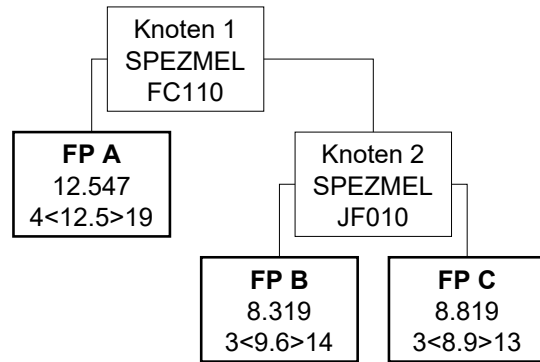 Knoten 1
SPEZMEL
FC110
FP A
12.547
4<12.5>19
Knoten 2
SPEZMEL
JF010
FP B
8.319
3<9.6>14
FP C
8.819
3<8.9>13